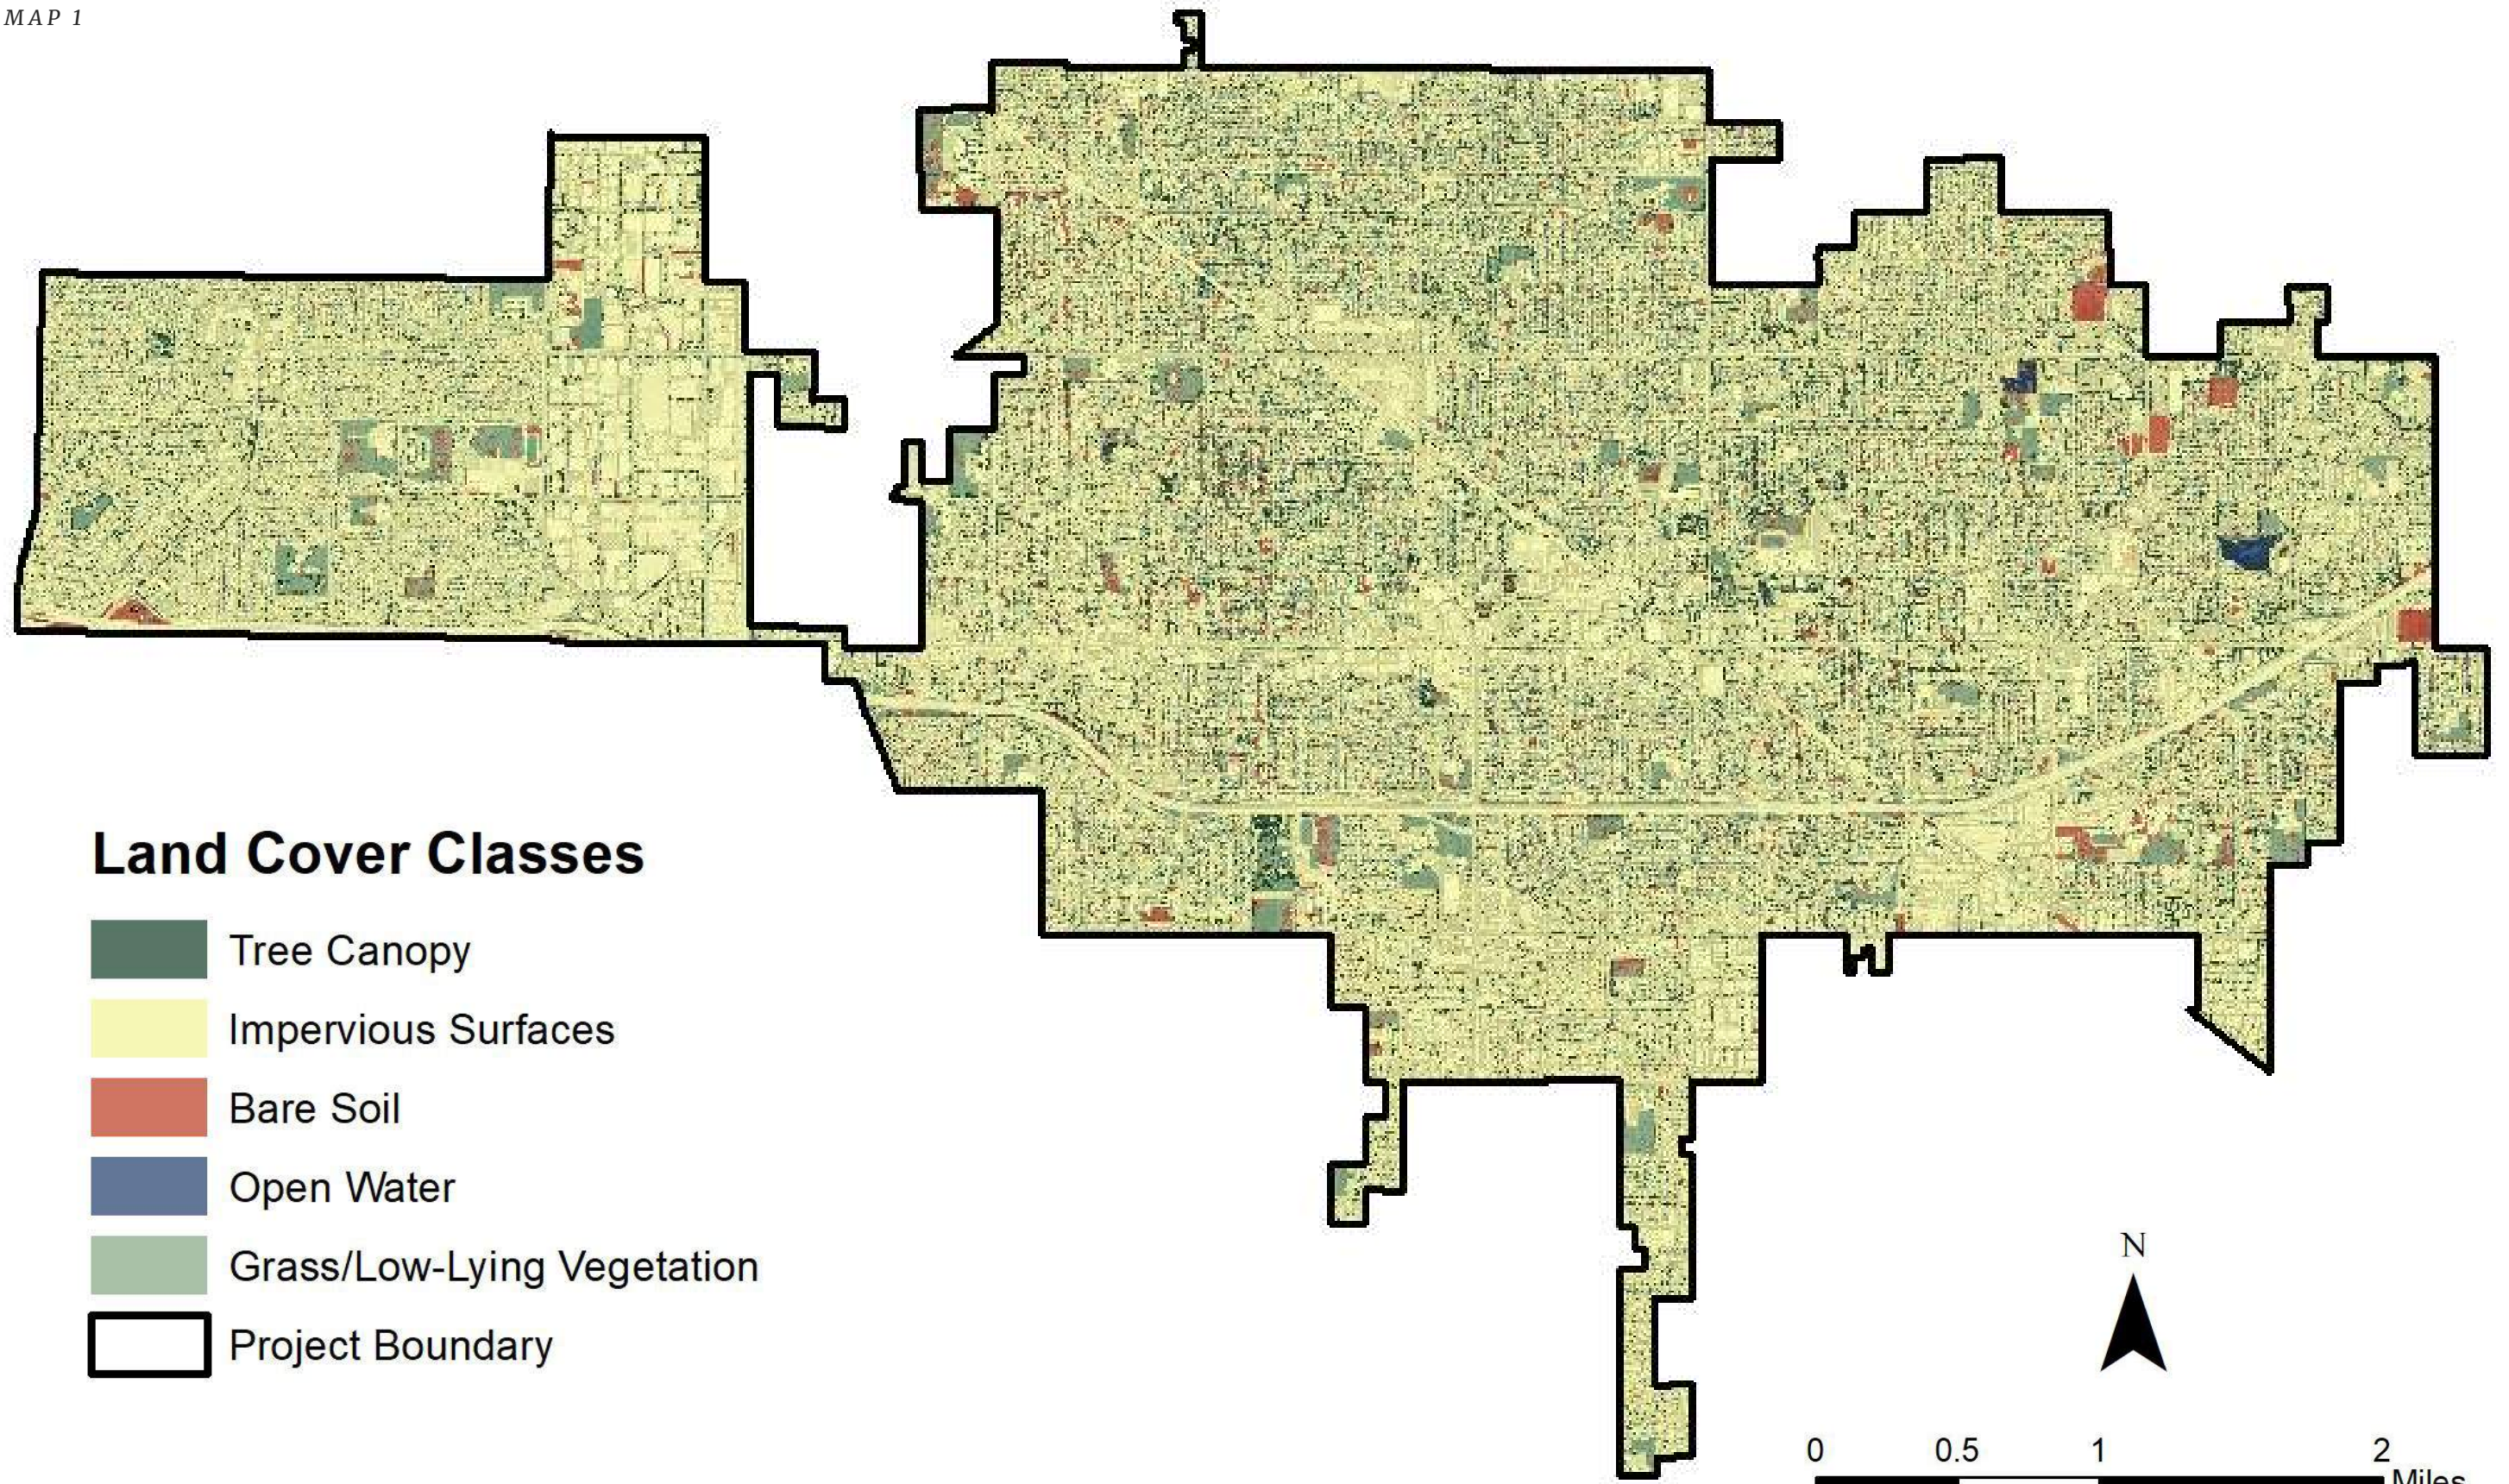 MAP 1
Land Cover Classes
Tree Canopy
Impervious Surfaces
Bare Soil
Open Water
Grass/Low-Lying Vegetation
Project Boundary
N
0 0.5 1 2
Miles